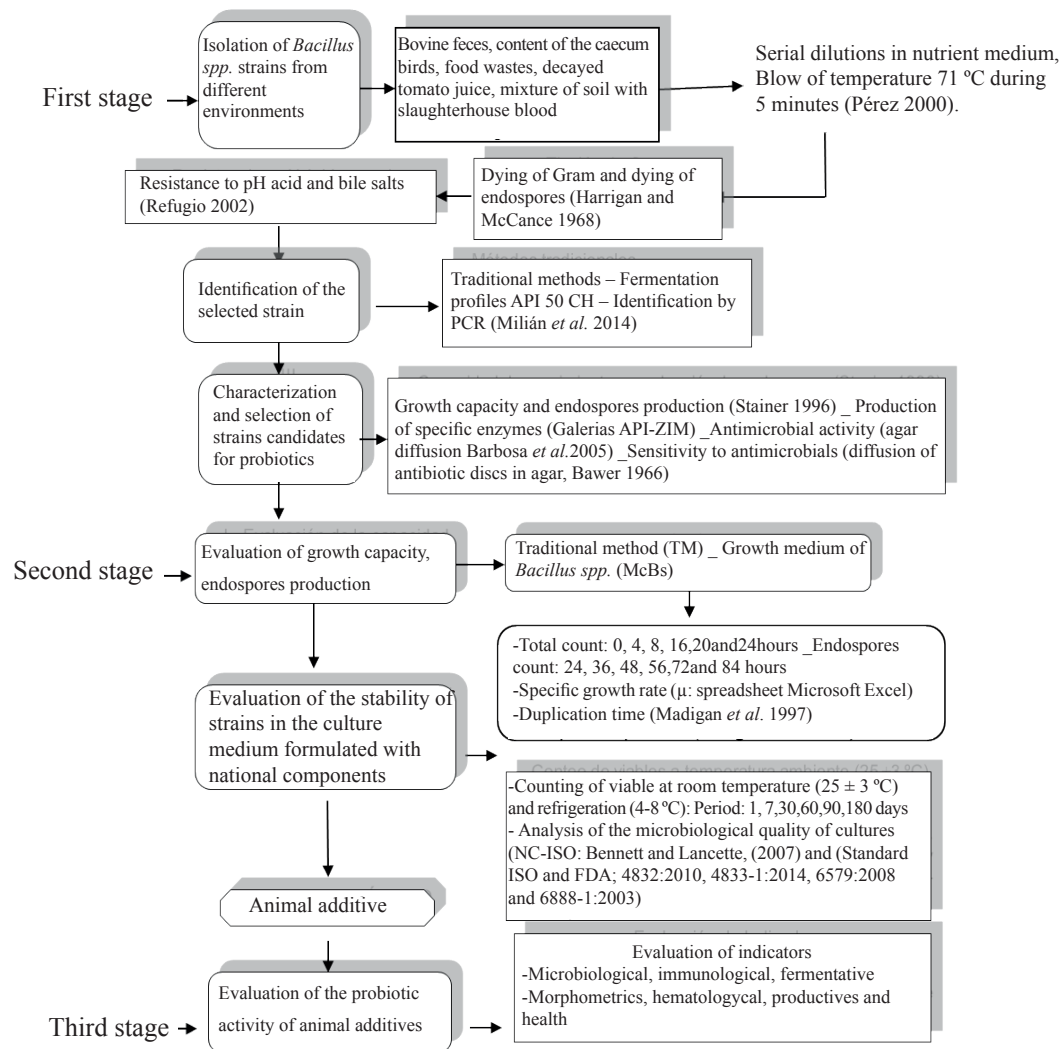 First stage
Isolation of Bacillus
spp. strains from
different
environments
Bovine feces, content of the caecum
birds, food wastes, decayed
tomato juice, mixture of soil with
slaughterhouse blood
Serial dilutions in nutrient medium,
Blow of temperature 71 ºC during
5 minutes (Pérez 2000).
Dying of Gram and dying of
endospores (Harrigan and
McCance 1968)
Resistance to pH acid and bile salts
(Refugio 2002)
Identification of the
selected strain
Métodos tradicionales
Traditional methods – Fermentation
profiles API 50 CH – Identification by
PCR (Milián et al. 2014)
Characterization
and selection of
strains candidates
for probiotics
Growth capacity and endospores production (Stainer 1996) _ Production
of specific enzymes (Galerias API-ZIM) _Antimicrobial activity (agar
diffusion Barbosa et al.2005) _Sensitivity to antimicrobials (diffusion of
antibiotic discs in agar, Bawer 1966)
Second stage
Evaluation of growth capacity,
endospores production
Traditional method (TM) _ Growth medium of
Bacillus spp. (McBs)
-Total count: 0, 4, 8, 16,20and24hours _Endospores
count: 24, 36, 48, 56,72and 84 hours
-Specific growth rate (µ: spreadsheet Microsoft Excel)
-Duplication time (Madigan et al. 1997)
Evaluation of the stability of
strains in the culture
medium formulated with
national components
Conteo de viables a temperatura ambiente (25 ±3 ºC)
-Counting of viable at room temperature (25 ± 3 ºC)
and refrigeration (4-8 ºC): Period: 1, 7,30,60,90,180 days
- Analysis of the microbiological quality of cultures
(NC-ISO: Bennett and Lancette, (2007) and (Standard
ISO and FDA; 4832:2010, 4833-1:2014, 6579:2008
and 6888-1:2003)
Animal additive
Third stage
Evaluation of the probiotic
activity of animal additives
Evaluation of indicators
-Microbiological, immunological, fermentative
-Morphometrics, hematologycal, productives and
health